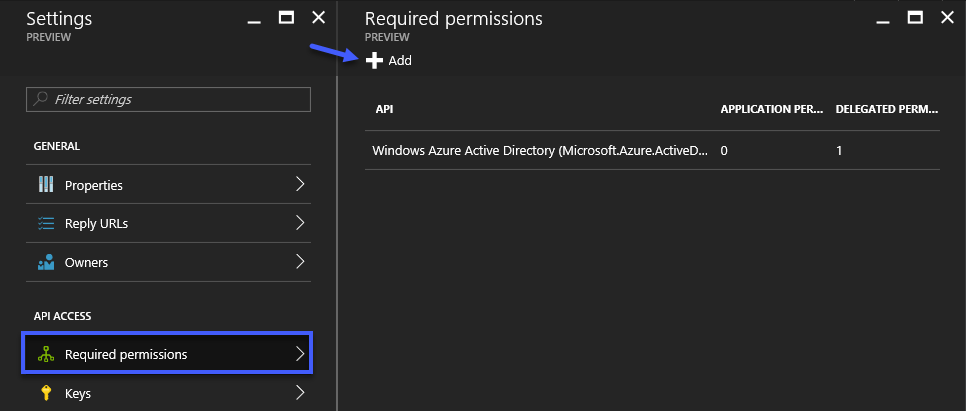 Settings
PREVIEW
Filter settings
GENERAL
Properties
Reply URLs
Owners
API ACCESS
Required permissions
Keys
Required permissions
PREVIEW
Add
API APPLICATION PER... DELEGATED PERM...
Windows Azure Active Directory (Microsoft.Azure.ActiveD... 0 1